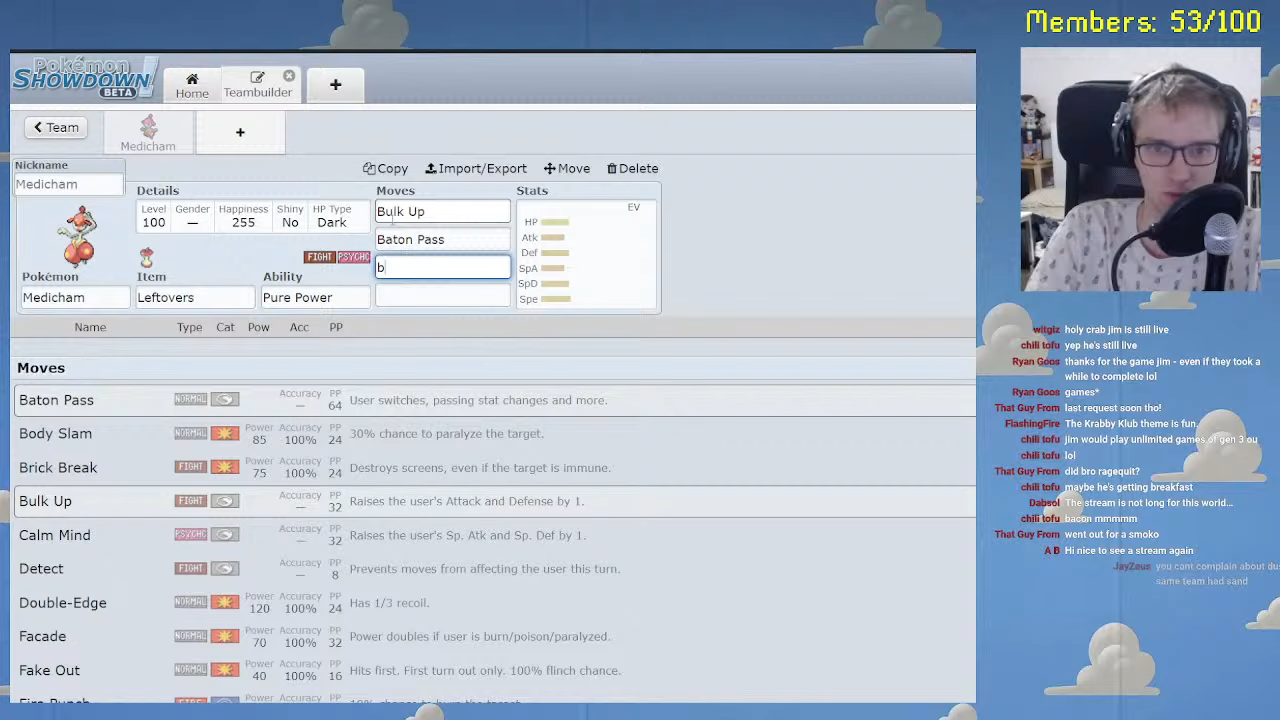 Members: 53/100
Pokémon
SHOWDOWN!
BETA
Home
Teambuilder
+
Team
Medicham
+
Nickname
Medicham
Copy
Import/Export
Move
Delete
Details
Moves
Stats
Level
Gender
Happiness
Shiny
HP Type
100
—
255
No
Dark
Bulk Up
Baton Pass
b
EV
HP
Atk
Def
SpA
SpD
Spe
FIGHT
PSYCHC
Pokémon
Item
Ability
Medicham
Leftovers
Pure Power
Name
Type
Cat
Pow
Acc
PP
Moves
Baton Pass NORMAL Accuracy — PP 64 User switches, passing stat changes and more.
Body Slam NORMAL Power 85 Accuracy 100% PP 24 30% chance to paralyze the target.
Brick Break FIGHT Power 75 Accuracy 100% PP 24 Destroys screens, even if the target is immune.
Bulk Up FIGHT Accuracy — PP 32 Raises the user's Attack and Defense by 1.
Calm Mind PSYCHC Accuracy — PP 32 Raises the user's Sp. Atk and Sp. Def by 1.
Detect FIGHT Accuracy — PP 8 Prevents moves from affecting the user this turn.
Double-Edge NORMAL Power 120 Accuracy 100% PP 24 Has 1/3 recoil.
Facade NORMAL Power 70 Accuracy 100% PP 32 Power doubles if user is burn/poison/paralyzed.
Fake Out NORMAL Power 40 Accuracy 100% PP 16 Hits first. First turn out only. 100% flinch chance.
witgiz holy crab jim is still live
chili tofu yep he's still live
Ryan Goos thanks for the game jim - even if they took a
while to complete lol
Ryan Goos games*
That Guy From last request soon tho!
FlashingFire The Krabby Klub theme is fun.
chili tofu jim would play unlimited games of gen 3 ou
chili tofu lol
That Guy From did bro ragequit?
chili tofu maybe he's getting breakfast
Dabsol The stream is not long for this world...
chili tofu bacon mmmmm
That Guy From went out for a smoko
A B Hi nice to see a stream again
JayZeus you cant complain about
same team had sand